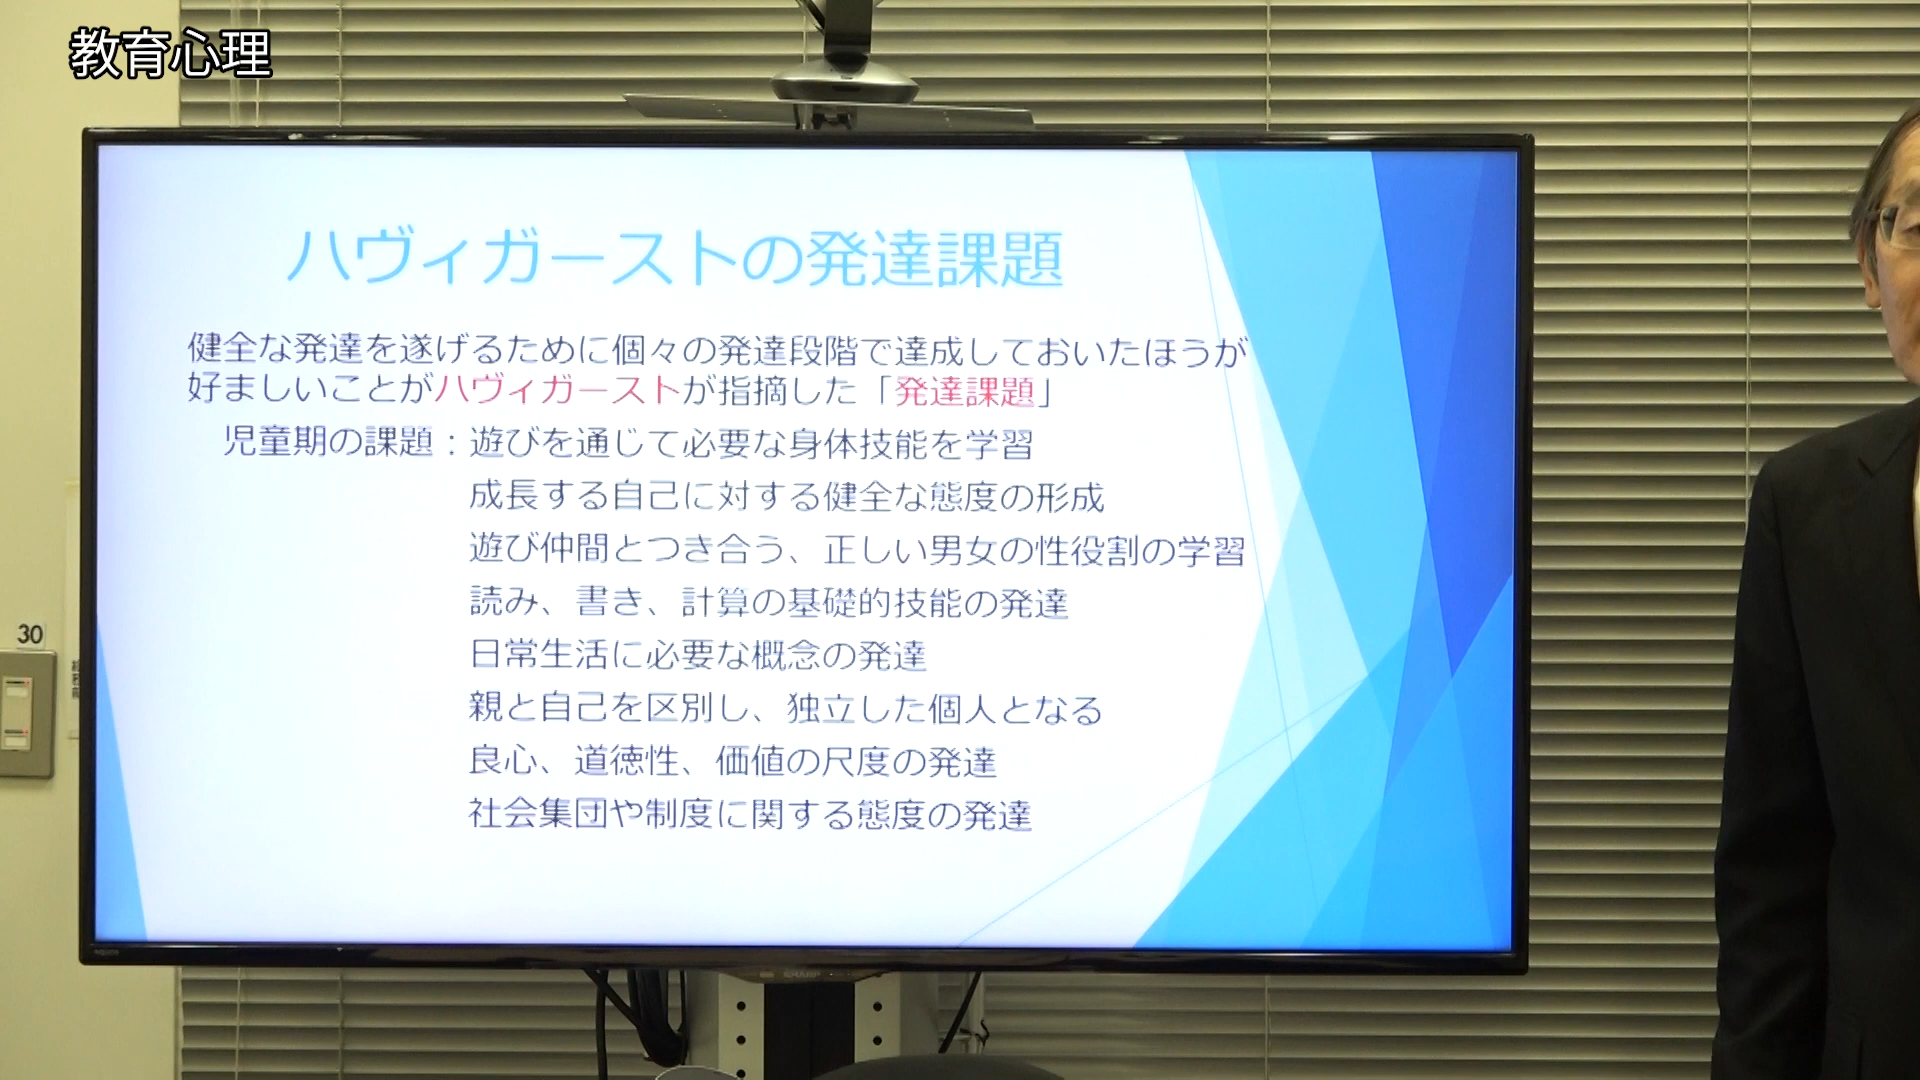 教育心理
ハヴィガーストの発達課題
健全な発達を遂げるために個々の発達段階で達成しておいたほうが
好ましいことがハヴィガーストが指摘した「発達課題」
児童期の課題：遊びを通じて必要な身体技能を学習
成長する自己に対する健全な態度の形成
遊び仲間とつき合う、正しい男女の性役割の学習
読み、書き、計算の基礎的技能の発達
日常生活に必要な概念の発達
親と自己を区別し、独立した個人となる
良心、道徳性、価値の尺度の発達
社会集団や制度に関する態度の発達
30